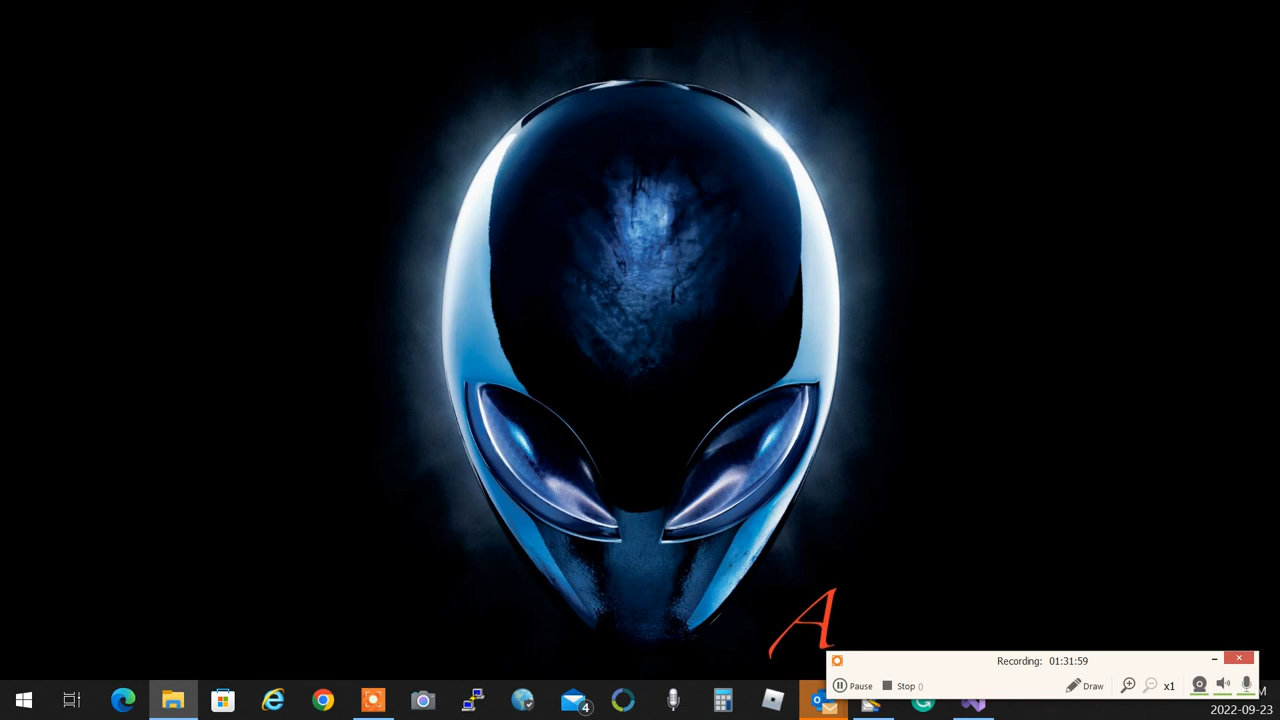 A
Recording: 01:31:59
Pause
Stop ()
Draw
x1
4
M
2022-09-23